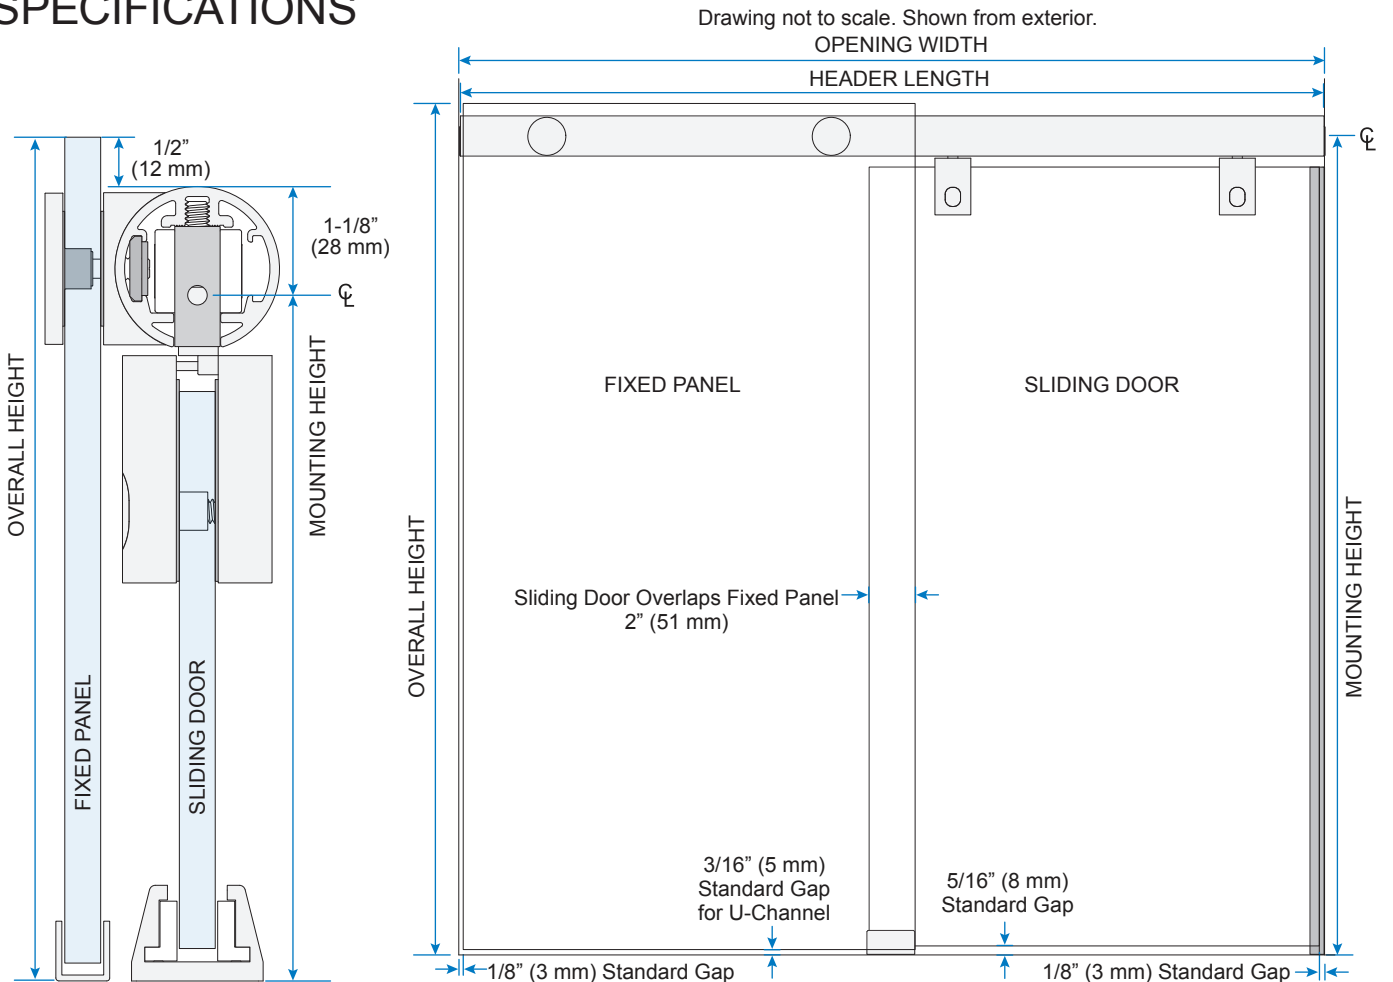 SPECIFICATIONS
Drawing not to scale. Shown from exterior.
OPENING WIDTH
HEADER LENGTH
1/2”
(12 mm)
1-1/8”
(28 mm)
℄
℄
OVERALL HEIGHT
MOUNTING HEIGHT
FIXED PANEL
SLIDING DOOR
FIXED PANEL
SLIDING DOOR
OVERALL HEIGHT
MOUNTING HEIGHT
Sliding Door Overlaps Fixed Panel
2” (51 mm)
3/16” (5 mm)
Standard Gap
for U-Channel
5/16” (8 mm)
Standard Gap
1/8” (3 mm) Standard Gap
1/8” (3 mm) Standard Gap